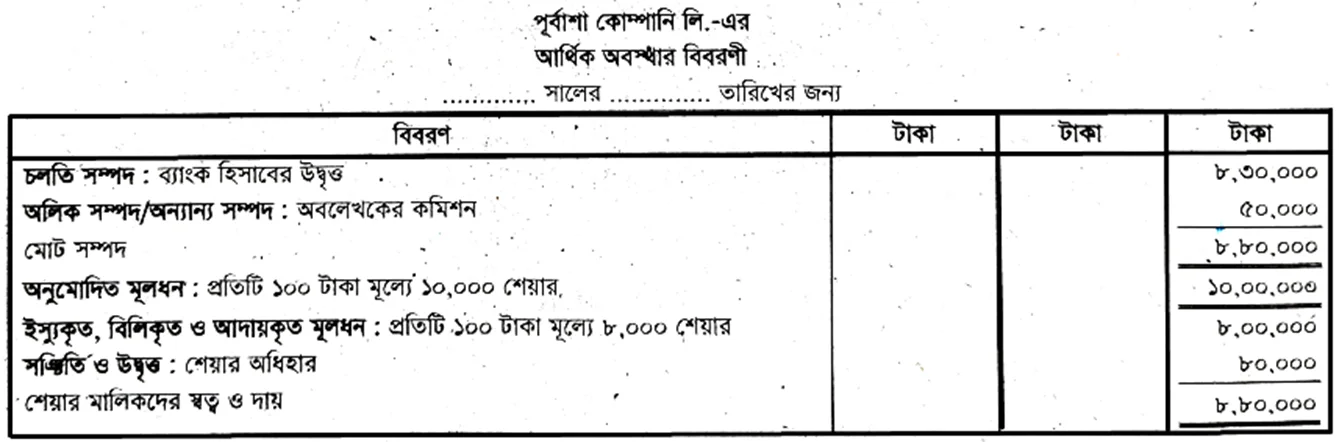 পূর্বাশা কোম্পানি লি.-এর
আর্থিক অবস্থার বিবরণী
............. সালের .............. তারিখের জন্য
বিবরণ টাকা টাকা টাকা
চলতি সম্পদ : ব্যাংক হিসাবের উদ্বৃত্ত ৮,৩০,০০০
অলিক সম্পদ/অন্যান্য সম্পদ : অবলেখকের কমিশন ৫০,০০০
মোট সম্পদ ৮,৮০,০০০
অনুমোদিত মূলধন : প্রতিটি ১০০ টাকা মূল্যে ১০,০০০ শেয়ার, ১০,০০,০০০
ইস্যুকৃত, বিলিকৃত ও আদায়কৃত মূলধন : প্রতিটি ১০০ টাকা মূল্যে ৮,০০০ শেয়ার ৮,০০,০০০
সঞ্চিতি ও উদ্বৃত্ত : শেয়ার অধিহার ৮০,০০০
শেয়ার মালিকদের স্বত্ব ও দায় ৮,৮০,০০০